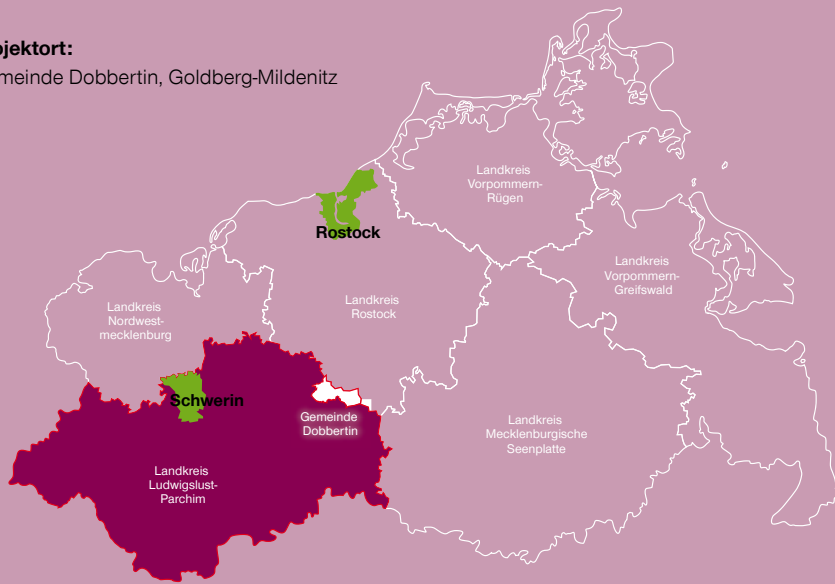 ojektort:
meinde Dobbertin, Goldberg-Mildenitz
Landkreis
Vorpommern-
Rügen
Rostock
Landkreis
Vorpommern-
Greifswald
Landkreis
Nordwest-
mecklenburg
Landkreis
Rostock
Schwerin
Gemeinde
Dobbertin
Landkreis
Mecklenburgische
Seenplatte
Landkreis
Ludwigslust-
Parchim